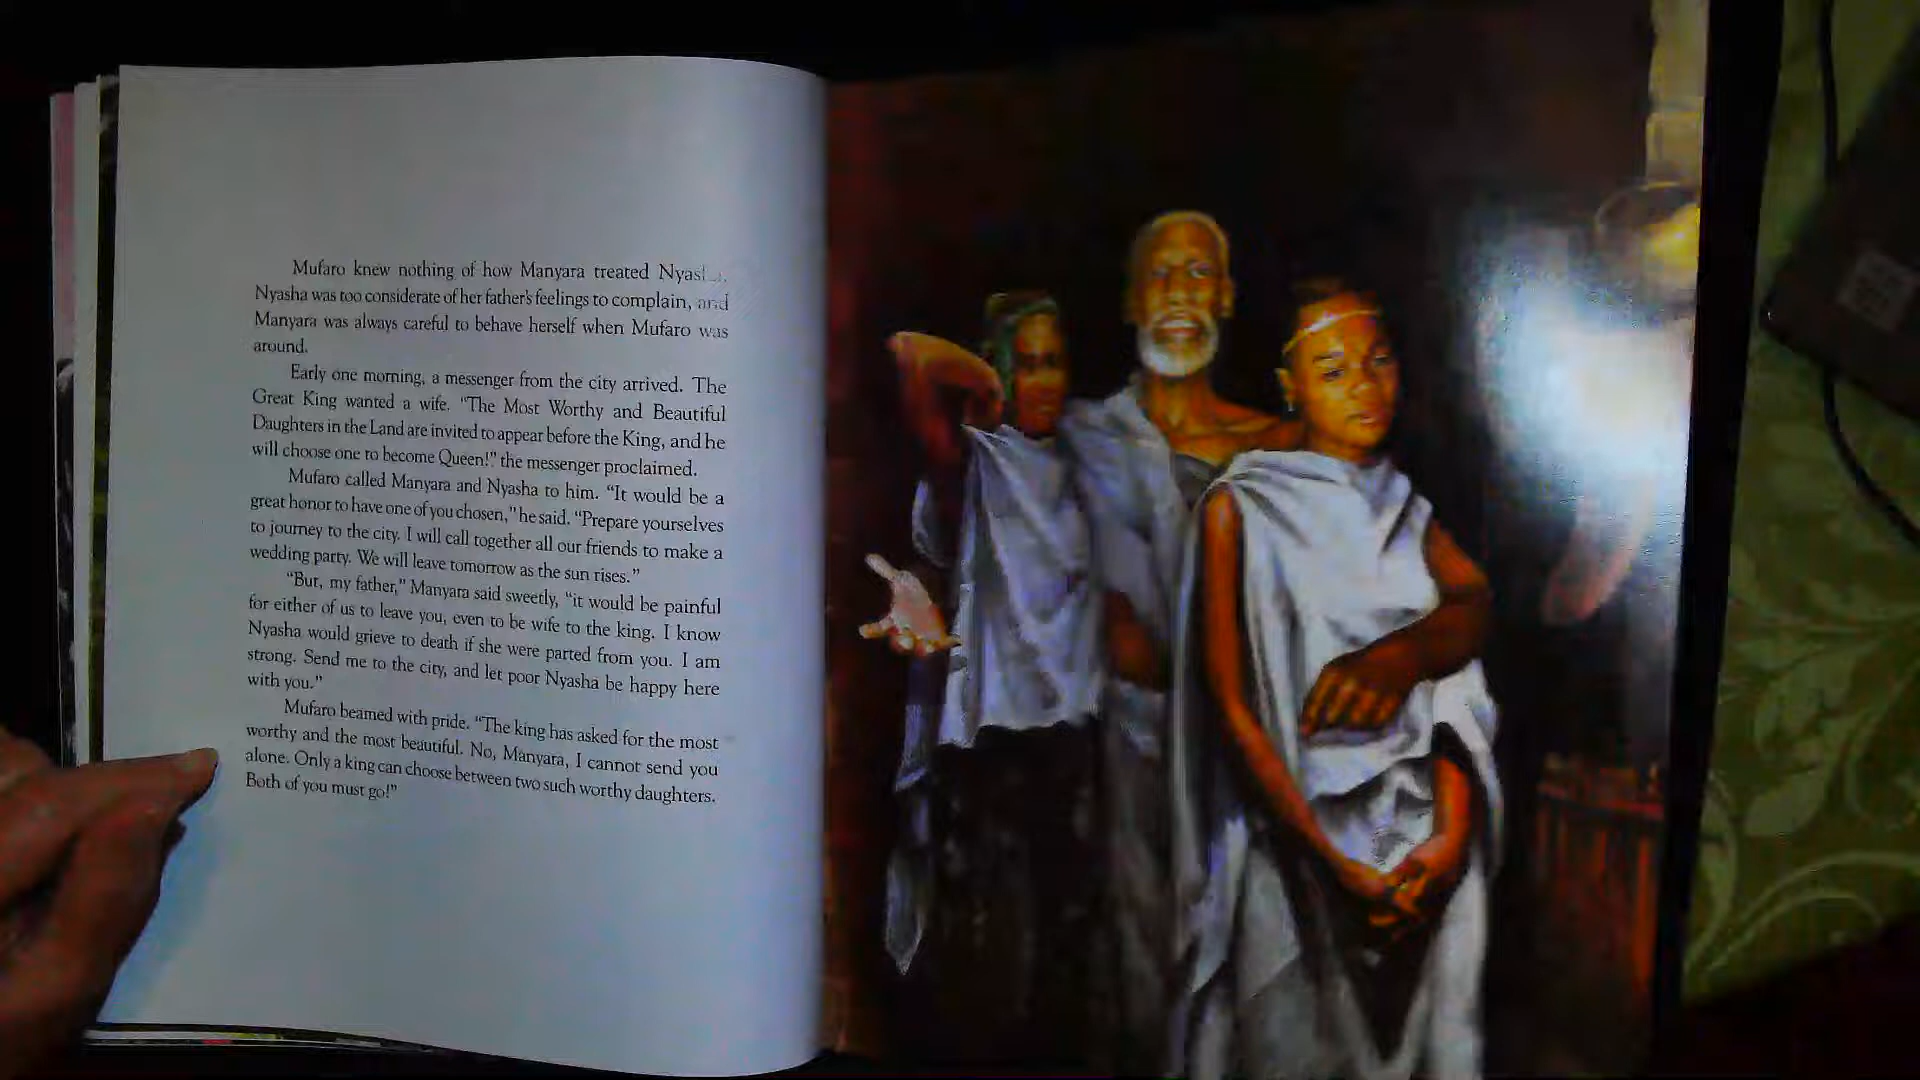 Mufaro knew nothing of how Manyara treated
Nyasha was too considerate of her father's feelings to complain, and
Manyara was always careful to behave herself when Mufaro was
around.
Early one morning, a messenger from the city arrived. The
Great King wanted a wife. “The Most Worthy and Beautiful
Daughters in the Land are invited to appear before the King, and he
will choose one to become Queen!” the messenger proclaimed.
Mufaro called Manyara and Nyasha to him. “It would be a
great honor to have one of you chosen,” he said. “Prepare yourselves
to journey to the city. I will call together all our friends to make a
wedding party. We will leave tomorrow as the sun rises.”
“But, my father,” Manyara said sweetly, “it would be painful
for either of us to leave you, even to be wife to the king. I know
Nyasha would grieve to death if she were parted from you. I am
strong. Send me to the city, and let poor Nyasha be happy here
with you.”
Mufaro beamed with pride. “The king has asked for the most
worthy and the most beautiful. No, Manyara, I cannot send you
alone. Only a king can choose between two such worthy daughters.
Both of you must go!”